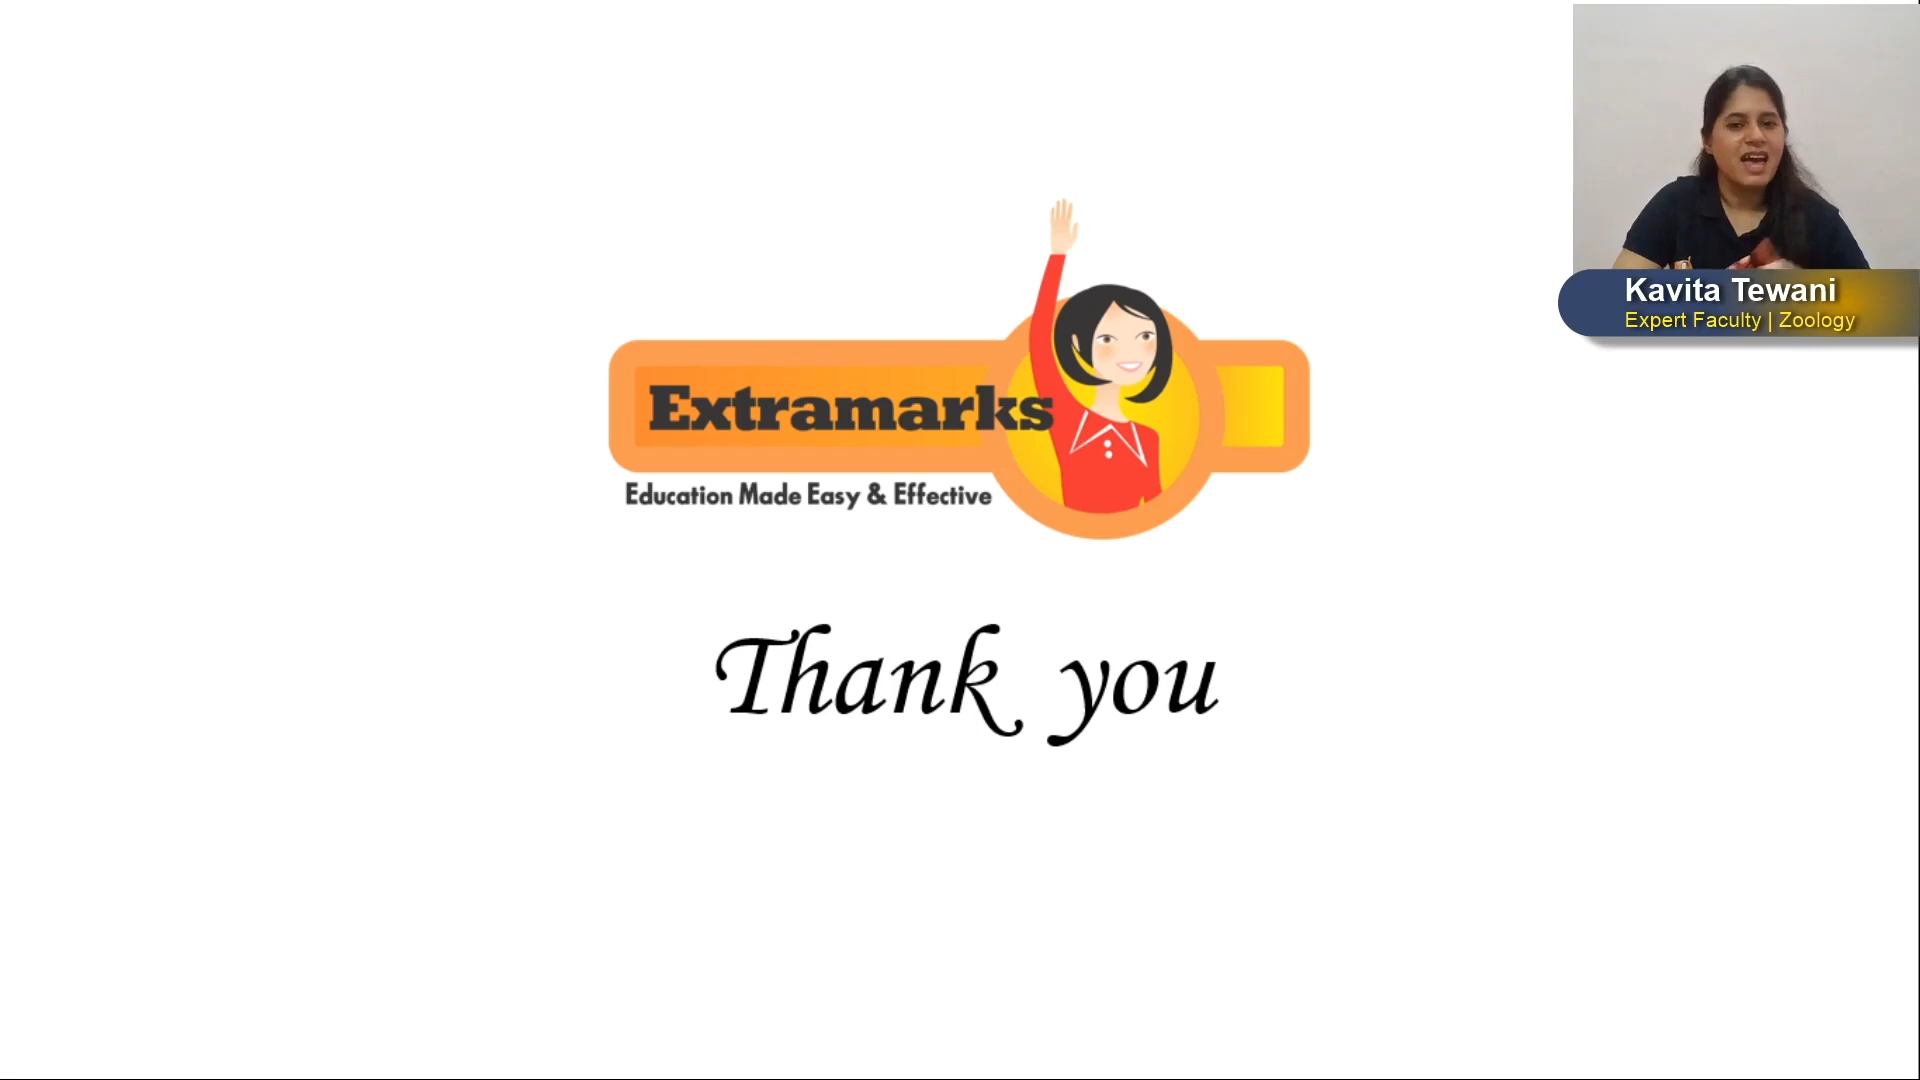 Kavita Tewani
Expert Faculty | Zoology
Extramarks
Education Made Easy & Effective
Thank you